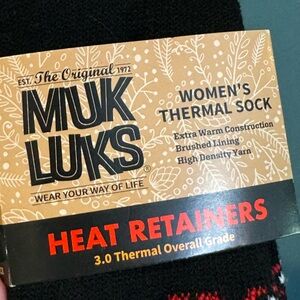 EST. The Original 1972
MUK
LUKS®
WEAR YOUR WAY OF LIFE
WOMEN'S
THERMAL SOCK
Extra Warm Construction
Brushed Lining
High Density Yarn
HEAT RETAINERS
3.0 Thermal Overall Grade